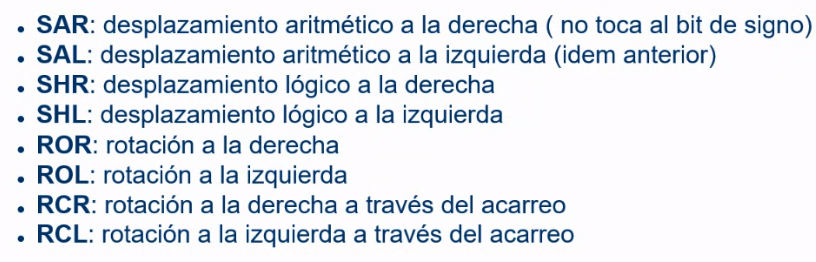 • SAR: desplazamiento aritmético a la derecha ( no toca al bit de signo)
• SAL: desplazamiento aritmético a la izquierda (idem anterior)
• SHR: desplazamiento lógico a la derecha
• SHL: desplazamiento lógico a la izquierda
• ROR: rotación a la derecha
• ROL: rotación a la izquierda
• RCR: rotación a la derecha a través del acarreo
• RCL: rotación a la izquierda a través del acarreo